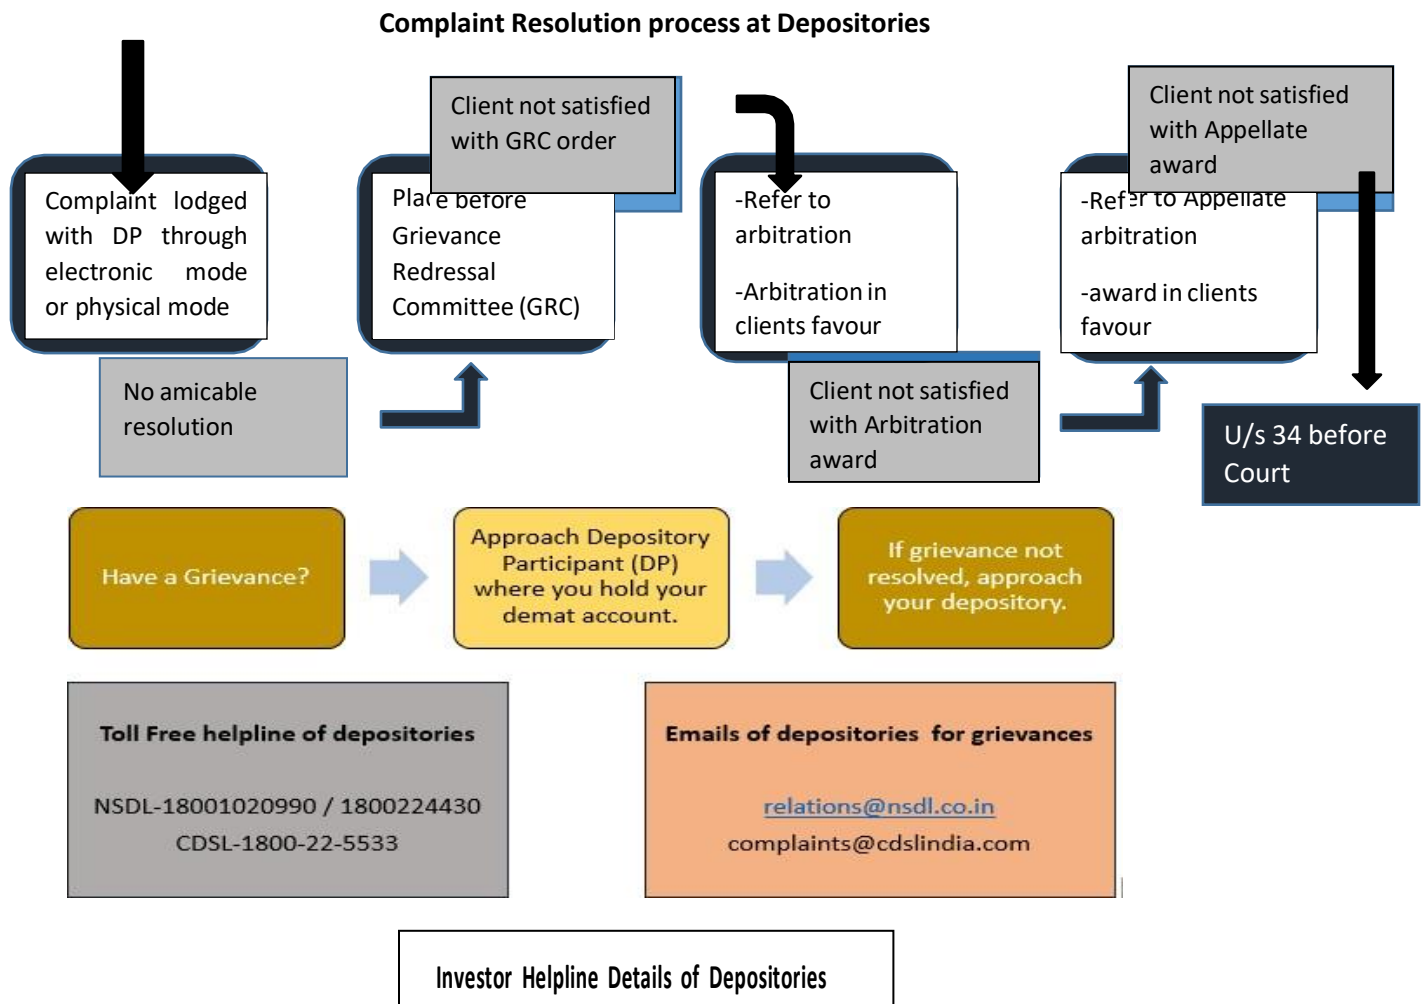 Complaint Resolution process at Depositories
Complaint lodged
with DP through
electronic mode
or physical mode
No amicable
resolution
Place before
Grievance
Redressal
Committee (GRC)
Client not satisfied
with GRC order
-Refer to
arbitration
-Arbitration in
clients favour
Client not satisfied
with Arbitration
award
-Refer to Appellate
arbitration
-award in clients
favour
Client not satisfied
with Appellate
award
U/s 34 before
Court
Have a Grievance?
Approach Depository
Participant (DP)
where you hold your
demat account.
If grievance not
resolved, approach
your depository.
Toll Free helpline of depositories
NSDL-18001020990 / 1800224430
CDSL-1800-22-5533
Emails of depositories for grievances
relations@nsdl.co.in
complaints@cdslindia.com
Investor Helpline Details of Depositories